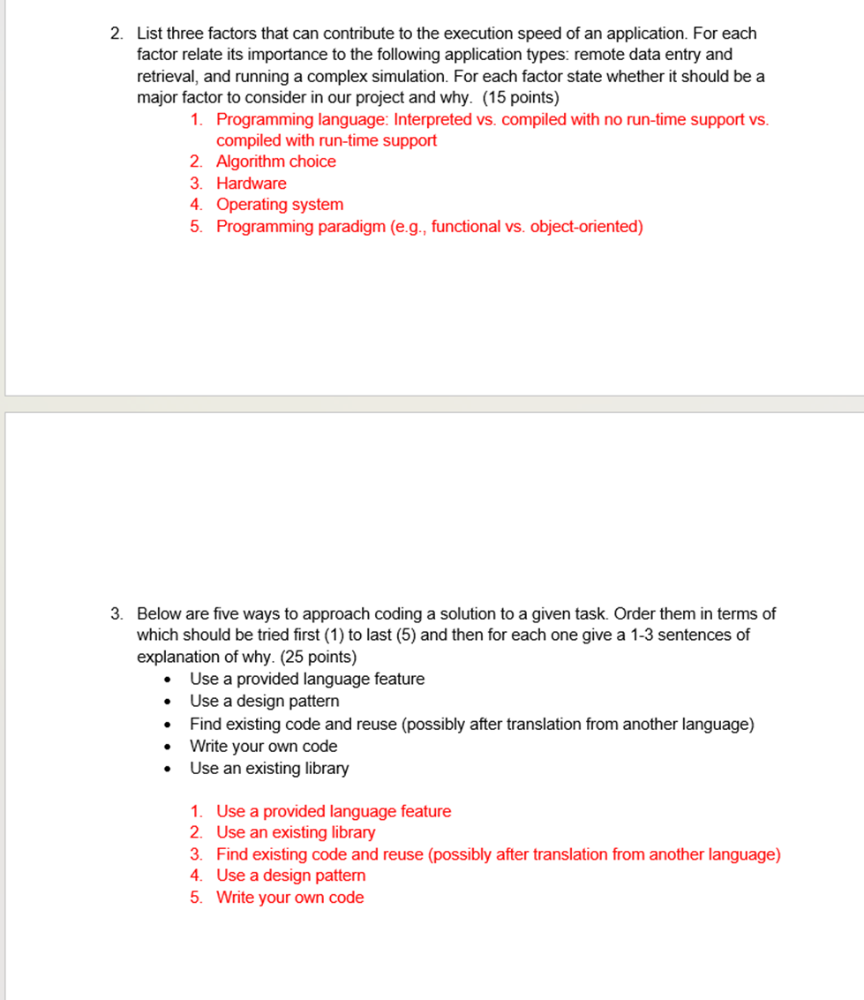 2. List three factors that can contribute to the execution speed of an application. For each
factor relate its importance to the following application types: remote data entry and
retrieval, and running a complex simulation. For each factor state whether it should be a
major factor to consider in our project and why. (15 points)
1. Programming language: Interpreted vs. compiled with no run-time support vs.
compiled with run-time support
2. Algorithm choice
3. Hardware
4. Operating system
5. Programming paradigm (e.g., functional vs. object-oriented)
3. Below are five ways to approach coding a solution to a given task. Order them in terms of
which should be tried first (1) to last (5) and then for each one give a 1-3 sentences of
explanation of why. (25 points)
• Use a provided language feature
• Use a design pattern
• Find existing code and reuse (possibly after translation from another language)
• Write your own code
• Use an existing library
1. Use a provided language feature
2. Use an existing library
3. Find existing code and reuse (possibly after translation from another language)
4. Use a design pattern
5. Write your own code